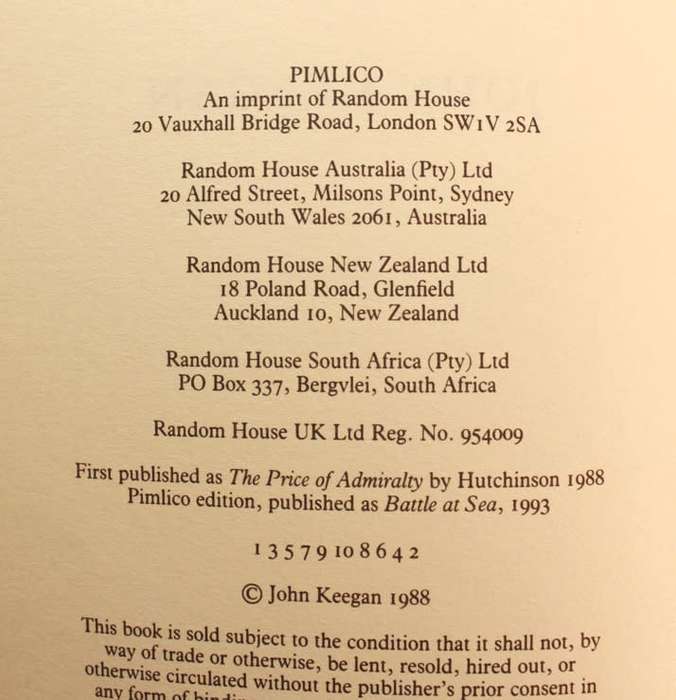 PIMLICO
An imprint of Random House
20 Vauxhall Bridge Road, London SW1V 2SA
Random House Australia (Pty) Ltd
20 Alfred Street, Milsons Point, Sydney
New South Wales 2061, Australia
Random House New Zealand Ltd
18 Poland Road, Glenfield
Auckland 10, New Zealand
Random House South Africa (Pty) Ltd
PO Box 337, Bergvlei, South Africa
Random House UK Ltd Reg. No. 954009
First published as The Price of Admiralty by Hutchinson 1988
Pimlico edition, published as Battle at Sea, 1993
1 3 5 7 9 10 8 6 4 2
© John Keegan 1988
This book is sold subject to the condition that it shall not, by
way of trade or otherwise, be lent, resold, hired out, or
otherwise circulated without the publisher's prior consent in
any form of